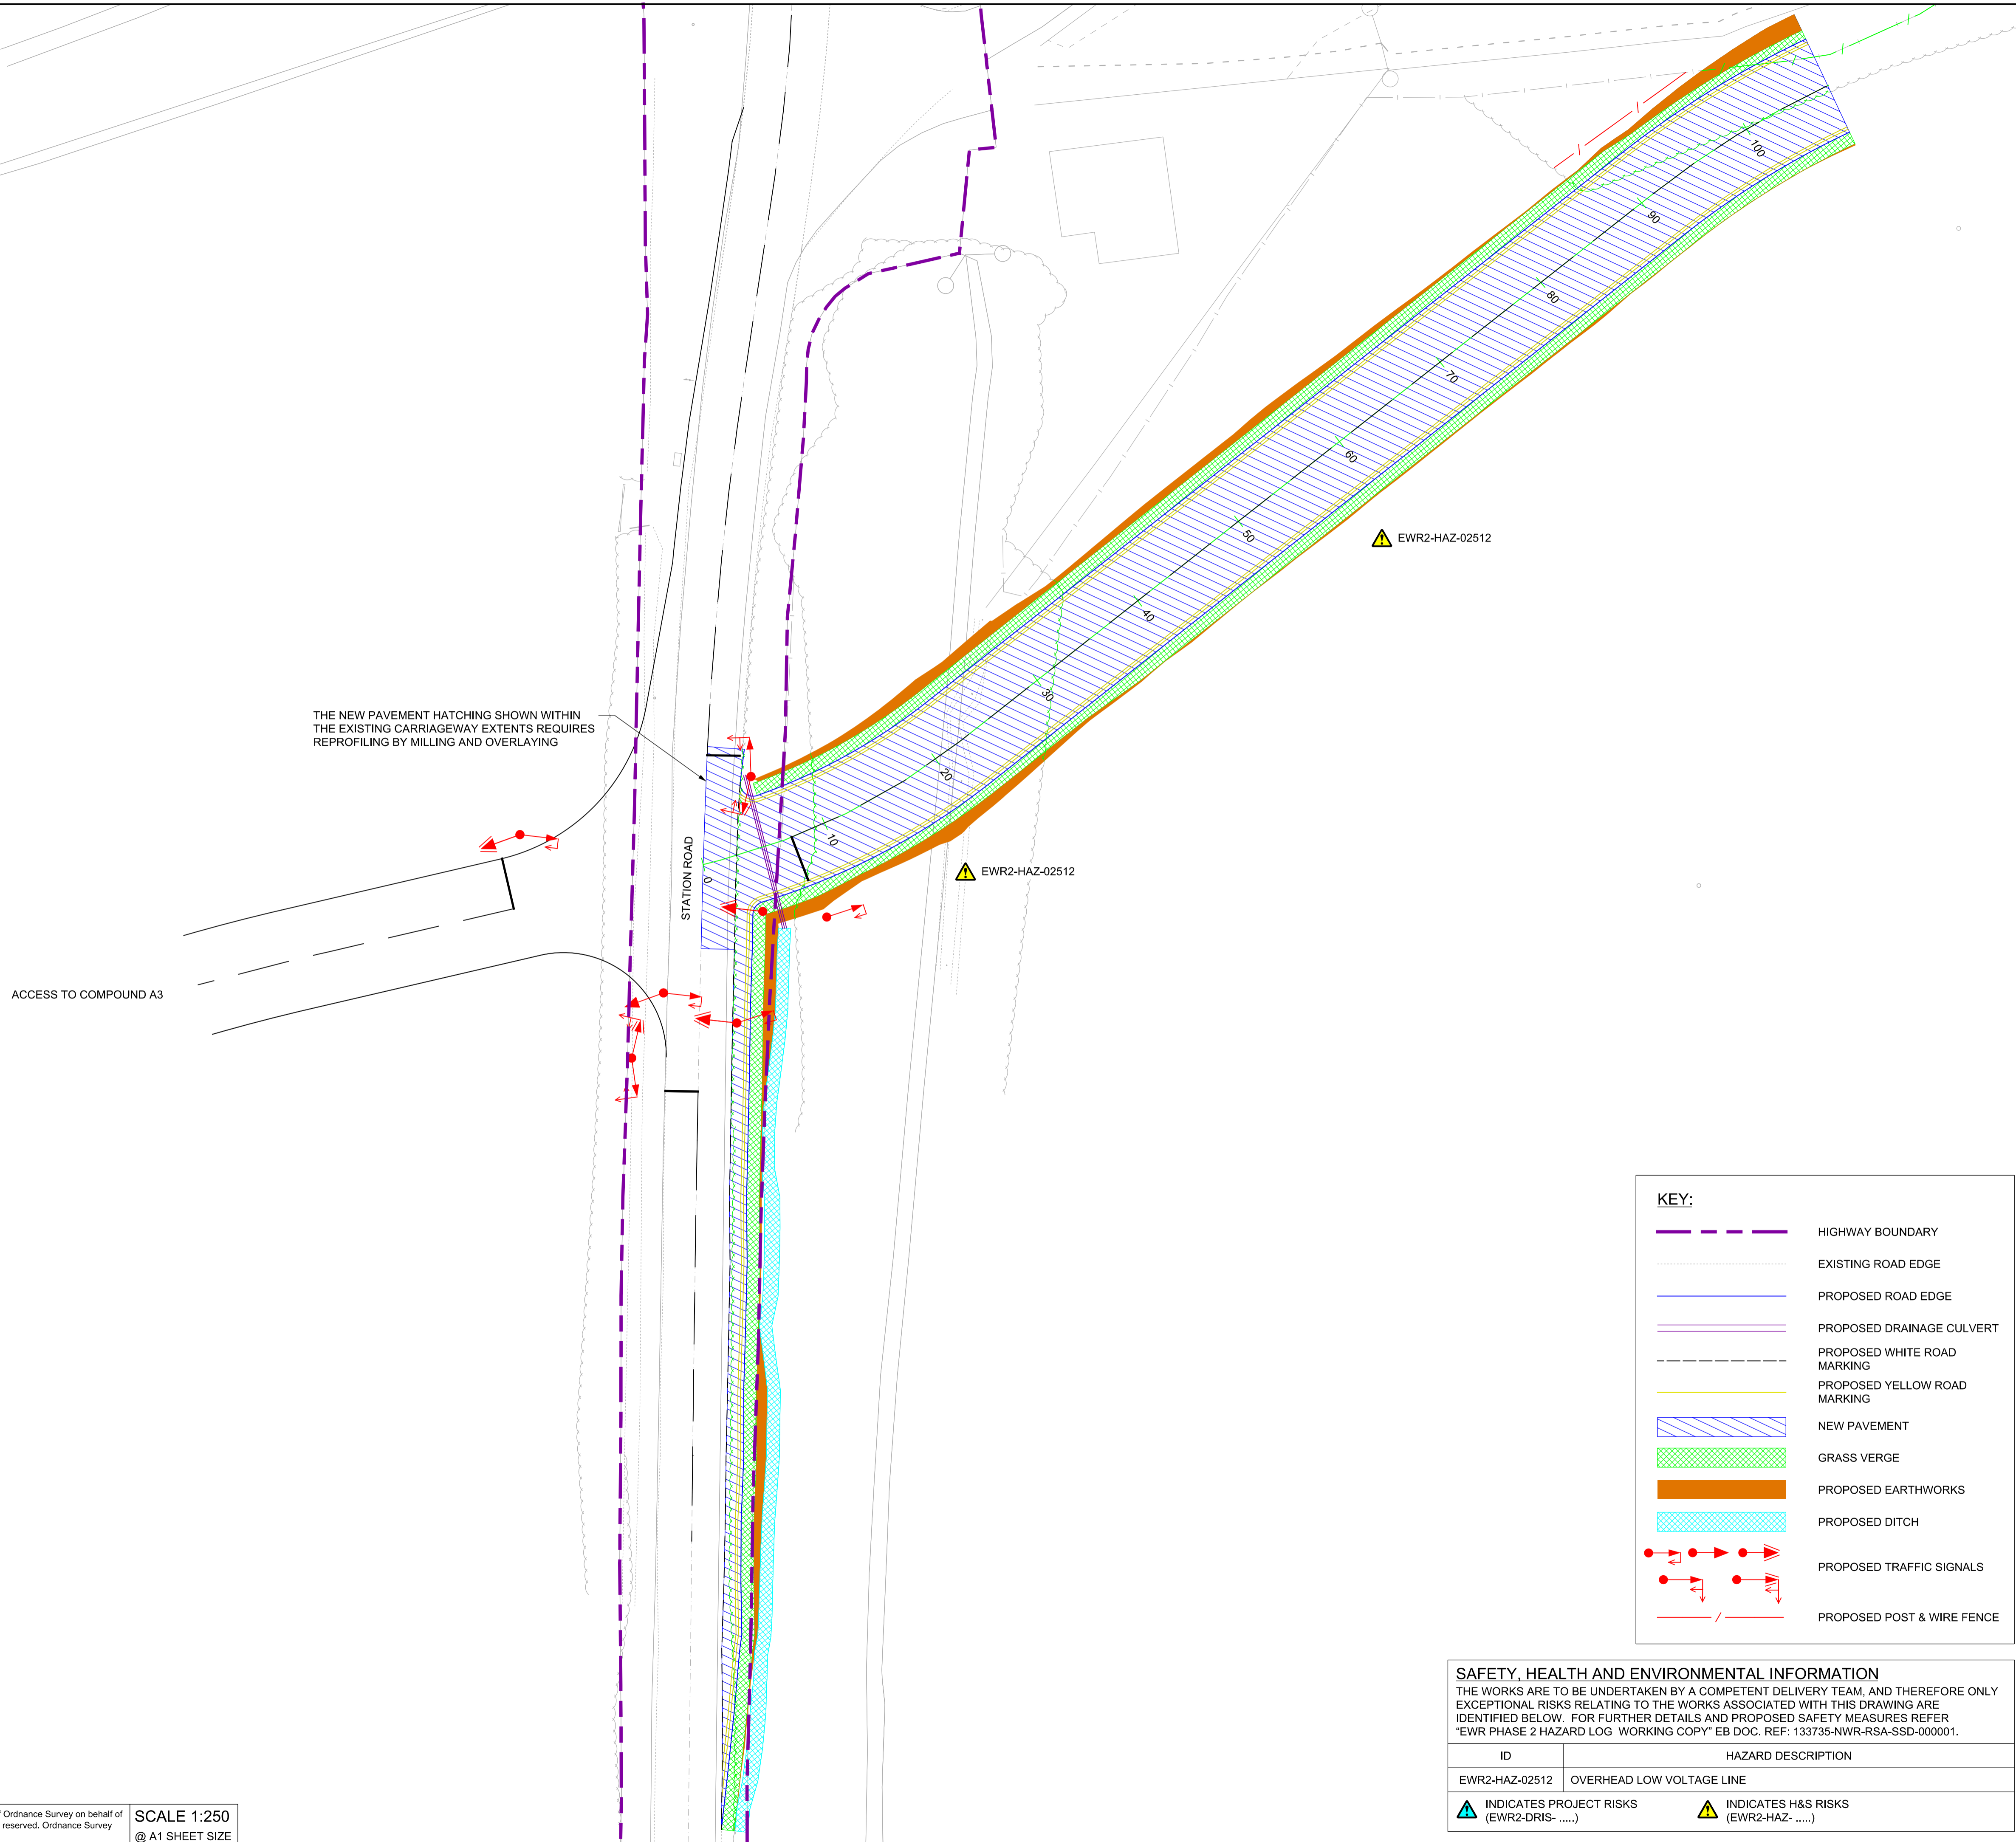 100
90
80
70
60
50
40
30
20
10
0
EWR2-HAZ-02512
THE NEW PAVEMENT HATCHING SHOWN WITHIN
THE EXISTING CARRIAGEWAY EXTENTS REQUIRES
REPROFILING BY MILLING AND OVERLAYING
STATION ROAD
EWR2-HAZ-02512
ACCESS TO COMPOUND A3
KEY:
HIGHWAY BOUNDARY
EXISTING ROAD EDGE
PROPOSED ROAD EDGE
PROPOSED DRAINAGE CULVERT
PROPOSED WHITE ROAD
MARKING
PROPOSED YELLOW ROAD
MARKING
NEW PAVEMENT
GRASS VERGE
PROPOSED EARTHWORKS
PROPOSED DITCH
PROPOSED TRAFFIC SIGNALS
PROPOSED POST & WIRE FENCE
SAFETY, HEALTH AND ENVIRONMENTAL INFORMATION
THE WORKS ARE TO BE UNDERTAKEN BY A COMPETENT DELIVERY TEAM, AND THEREFORE ONLY
EXCEPTIONAL RISKS RELATING TO THE WORKS ASSOCIATED WITH THIS DRAWING ARE
IDENTIFIED BELOW. FOR FURTHER DETAILS AND PROPOSED SAFETY MEASURES REFER
“EWR PHASE 2 HAZARD LOG WORKING COPY” EB DOC. REF: 133735-NWR-RSA-SSD-000001.
ID HAZARD DESCRIPTION
EWR2-HAZ-02512 OVERHEAD LOW VOLTAGE LINE
INDICATES PROJECT RISKS
(EWR2-DRIS- .....)
INDICATES H&S RISKS
(EWR2-HAZ- .....)
Ordnance Survey on behalf of
reserved. Ordnance Survey
SCALE 1:250
@ A1 SHEET SIZE